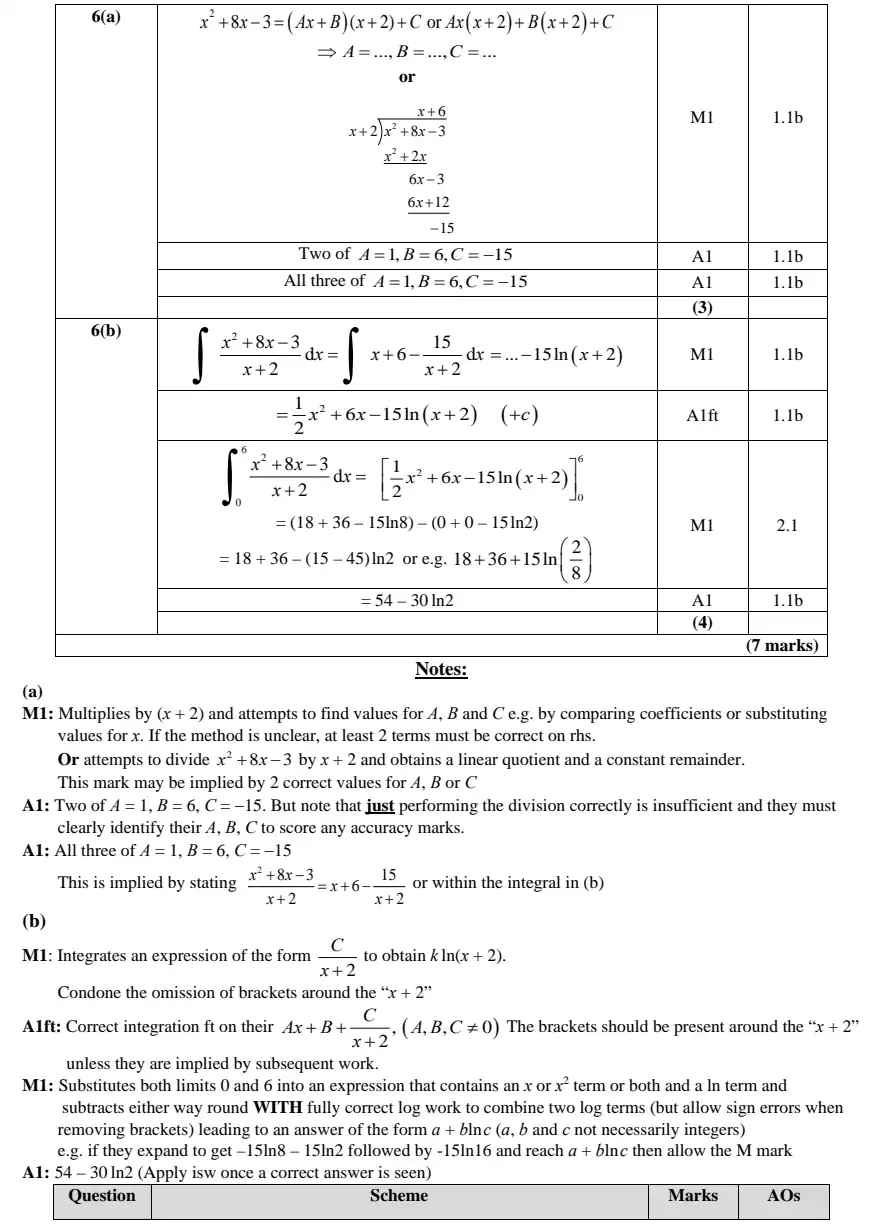 6(a)
x² + 8x − 3 = (Ax + B)(x + 2) + C or Ax(x + 2) + B(x + 2) + C
⇒ A = ..., B = ..., C = ...
or
x + 6
x + 2)x² + 8x − 3
x² + 2x
6x − 3
6x + 12
−15
M1 1.1b
Two of A = 1, B = 6, C = −15 A1 1.1b
All three of A = 1, B = 6, C = −15 A1 1.1b
(3)
6(b)
∫ (x² + 8x − 3)/(x + 2) dx = ∫ x + 6 − 15/(x + 2) dx = ... − 15 ln(x + 2) M1 1.1b
= 1/2 x² + 6x − 15 ln(x + 2) (+c) A1ft 1.1b
∫₀⁶ (x² + 8x − 3)/(x + 2) dx = [1/2 x² + 6x − 15 ln(x + 2)]₀⁶
= (18 + 36 – 15ln8) – (0 + 0 – 15ln2)
= 18 + 36 – (15 – 45)ln2 or e.g. 18 + 36 + 15 ln(2/8)
M1 2.1
= 54 – 30 ln2 A1 1.1b
(4)
(7 marks)
Notes:
(a)
M1: Multiplies by (x + 2) and attempts to find values for A, B and C e.g. by comparing coefficients or substituting
values for x. If the method is unclear, at least 2 terms must be correct on rhs.
Or attempts to divide x² + 8x − 3 by x + 2 and obtains a linear quotient and a constant remainder.
This mark may be implied by 2 correct values for A, B or C
A1: Two of A = 1, B = 6, C = −15. But note that just performing the division correctly is insufficient and they must
clearly identify their A, B, C to score any accuracy marks.
A1: All three of A = 1, B = 6, C = −15
This is implied by stating (x² + 8x − 3)/(x + 2) = x + 6 − 15/(x + 2) or within the integral in (b)
(b)
M1: Integrates an expression of the form C/(x + 2) to obtain k ln(x + 2).
Condone the omission of brackets around the “x + 2”
A1ft: Correct integration ft on their Ax + B + C/(x + 2), (A, B, C ≠ 0) The brackets should be present around the “x + 2”
unless they are implied by subsequent work.
M1: Substitutes both limits 0 and 6 into an expression that contains an x or x² term or both and a ln term and
subtracts either way round WITH fully correct log work to combine two log terms (but allow sign errors when
removing brackets) leading to an answer of the form a + blnc (a, b and c not necessarily integers)
e.g. if they expand to get –15ln8 – 15ln2 followed by -15ln16 and reach a + blnc then allow the M mark
A1: 54 – 30 ln2 (Apply isw once a correct answer is seen)
Question Scheme Marks AOs